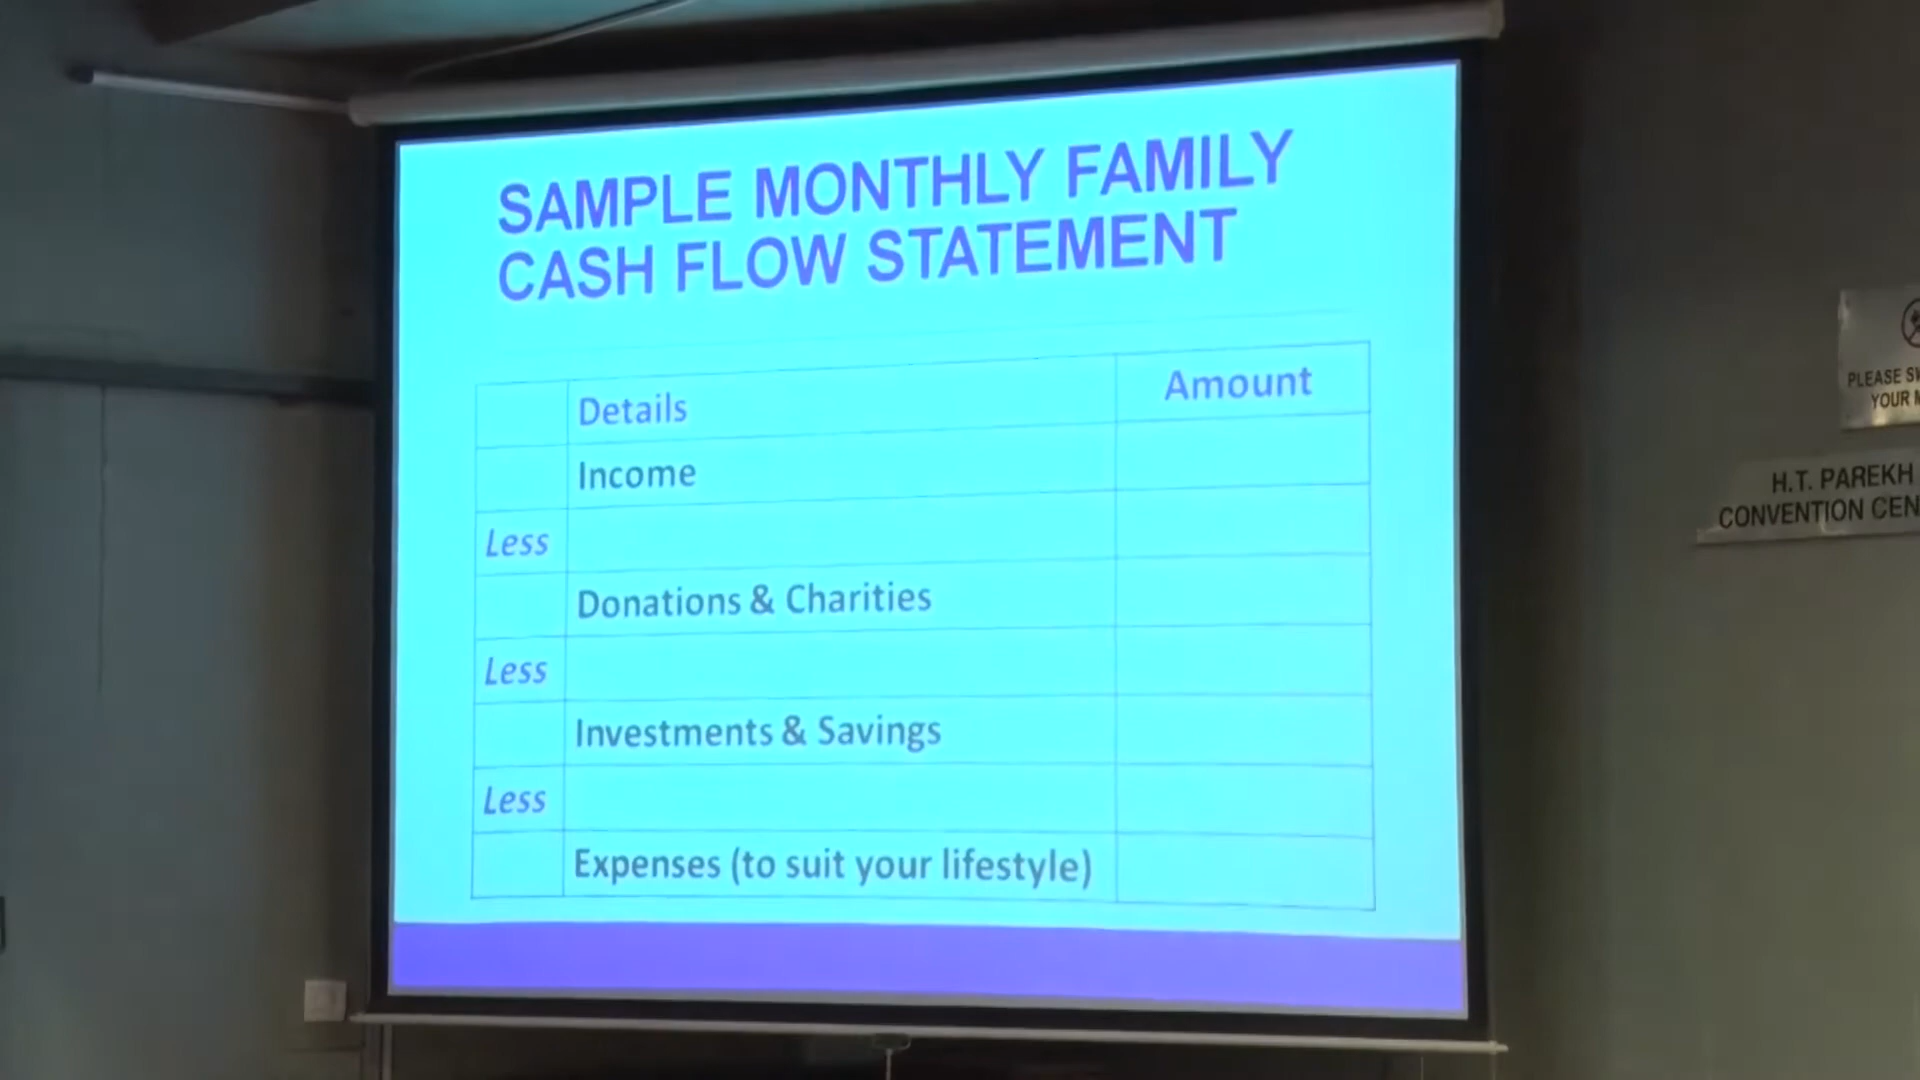 SAMPLE MONTHLY FAMILY
CASH FLOW STATEMENT
Details Amount
Income
Less
Donations & Charities
Less
Investments & Savings
Less
Expenses (to suit your lifestyle)
PLEASE
YOUR
H.T. PAREKH
CONVENTION